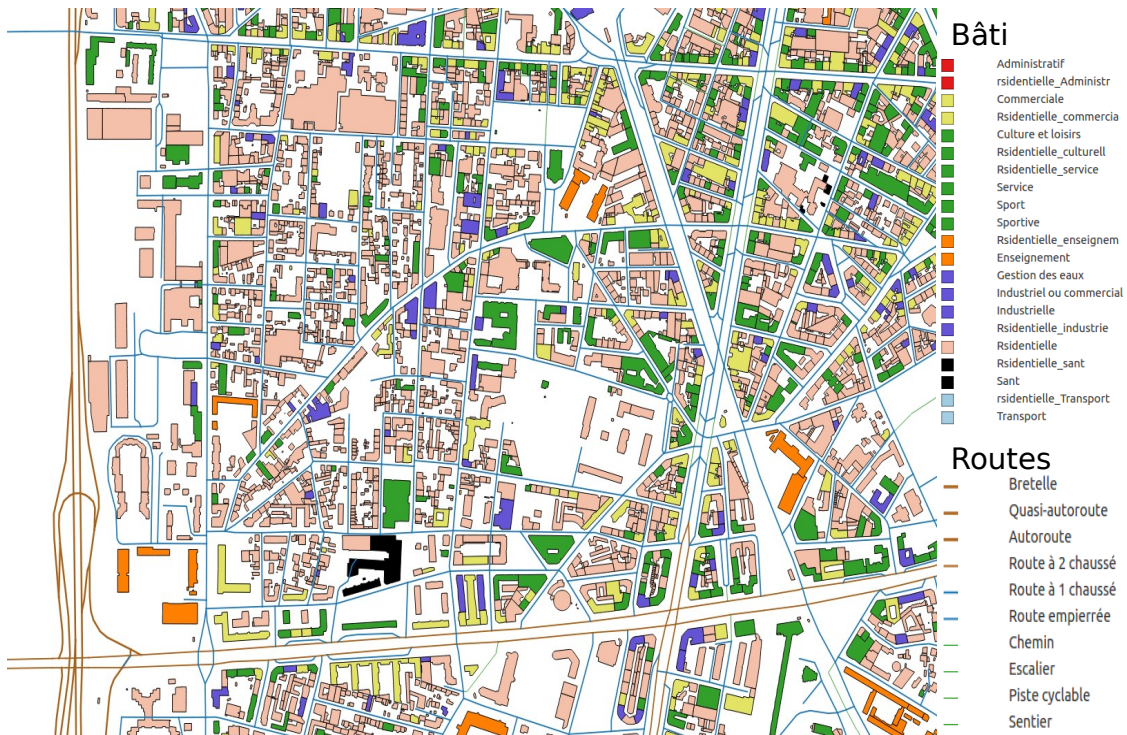 Bâti
Administratif
rsidentielle_Administr
Commerciale
Rsidentielle_commercia
Culture et loisirs
Rsidentielle_culturell
Rsidentielle_service
Service
Sport
Sportive
Rsidentielle_enseignem
Enseignement
Gestion des eaux
Industriel ou commercial
Industrielle
Rsidentielle_industrie
Rsidentielle
Rsidentielle_sant
Sant
rsidentielle_Transport
Transport
Routes
Bretelle
Quasi-autoroute
Autoroute
Route à 2 chaussé
Route à 1 chaussé
Route empierrée
Chemin
Escalier
Piste cyclable
Sentier